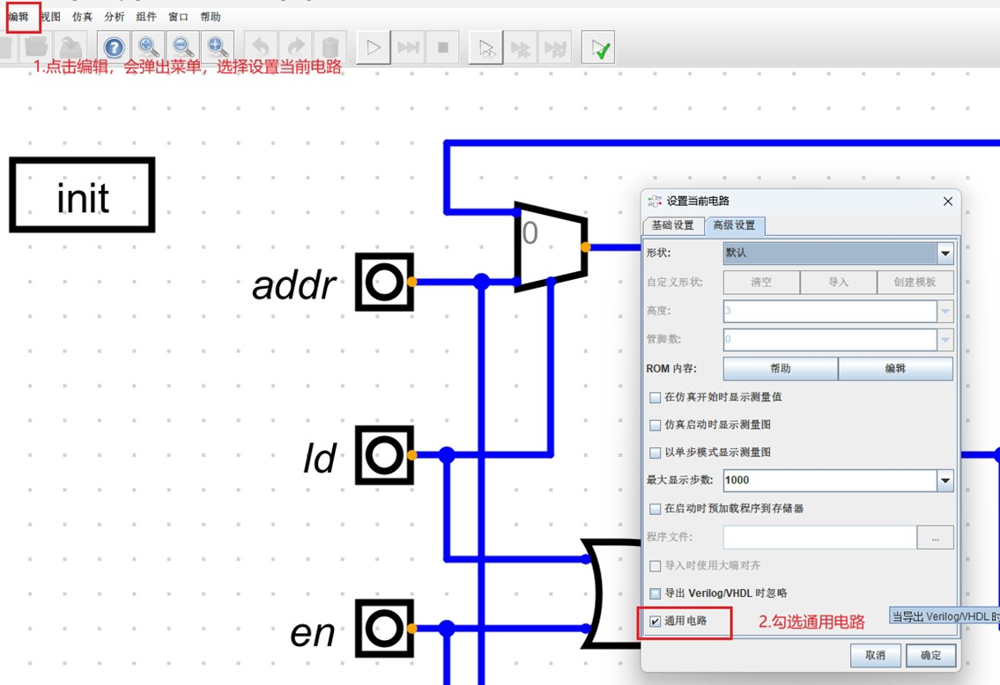 编辑 视图 仿真 分析 组件 窗口 帮助
1.点击编辑，会弹出菜单，选择设置当前电路
init
0
addr
ld
en
设置当前电路
基础设置 高级设置
形状: 默认
自定义形状: 清空 导入 创建模板
高度: 3
管脚数: 0
ROM 内容: 帮助 编辑
在仿真开始时显示测量值
仿真启动时显示测量图
以单步模式显示测量图
最大显示步数: 1000
在启动时预加载程序到存储器
程序文件: ...
导入时使用大端对齐
导出 Verilog/VHDL 时忽略
通用电路
2.勾选通用电路
当导出 Verilog/VHDL 时
取消 确定